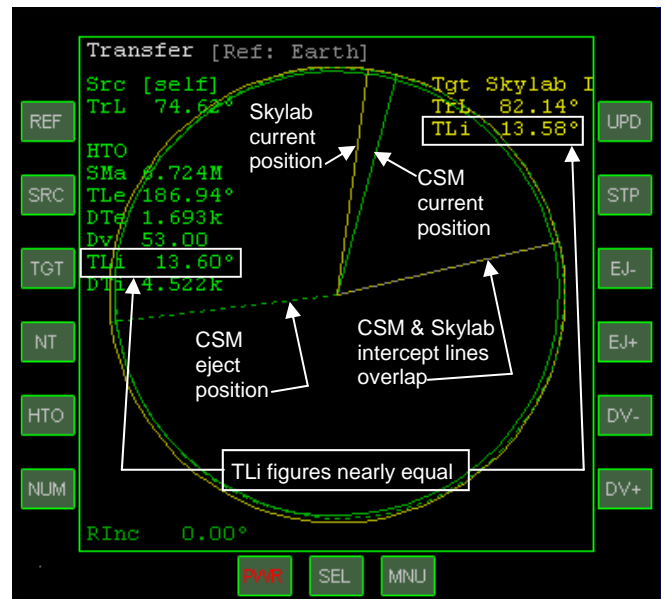 Transfer [Ref: Earth]
Src [self]
TrL 74.62°
Tgt Skylab I
TrL 82.14°
TLi 13.58°
HTO
SMa 6.724M
TLe 186.94°
DTe 1.693k
Dv 53.00
TLi 13.60°
DTi 4.522k
Skylab
current
position
CSM
current
position
CSM
eject
position
CSM & Skylab
intercept lines
overlap
TLi figures nearly equal
RInc 0.00°
REF
SRC
TGT
NT
HTO
NUM
UPD
STP
EJ-
EJ+
DV-
DV+
PWR
SEL
MNU